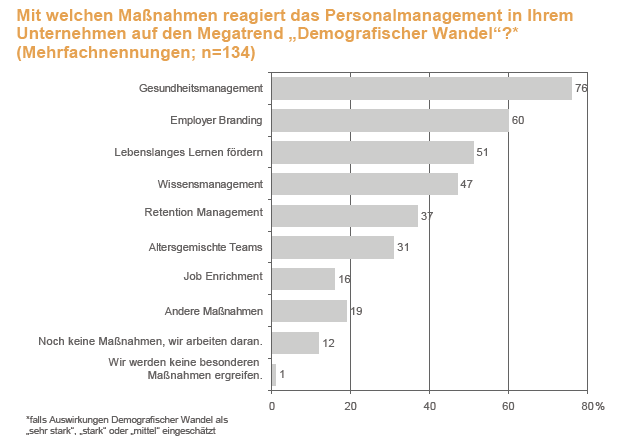 Mit welchen Maßnahmen reagiert das Personalmanagement in Ihrem
Unternehmen auf den Megatrend „Demografischer Wandel“?*
(Mehrfachnennungen; n=134)
Gesundheitsmanagement 76
Employer Branding 60
Lebenslanges Lernen fördern 51
Wissensmanagement 47
Retention Management 37
Altersgemischte Teams 31
Job Enrichment 16
Andere Maßnahmen 19
Noch keine Maßnahmen, wir arbeiten daran. 12
Wir werden keine besonderen
Maßnahmen ergreifen. 1
0 20 40 60 80 %
*falls Auswirkungen Demografischer Wandel als
„sehr stark“, „stark“ oder „mittel“ eingeschätzt